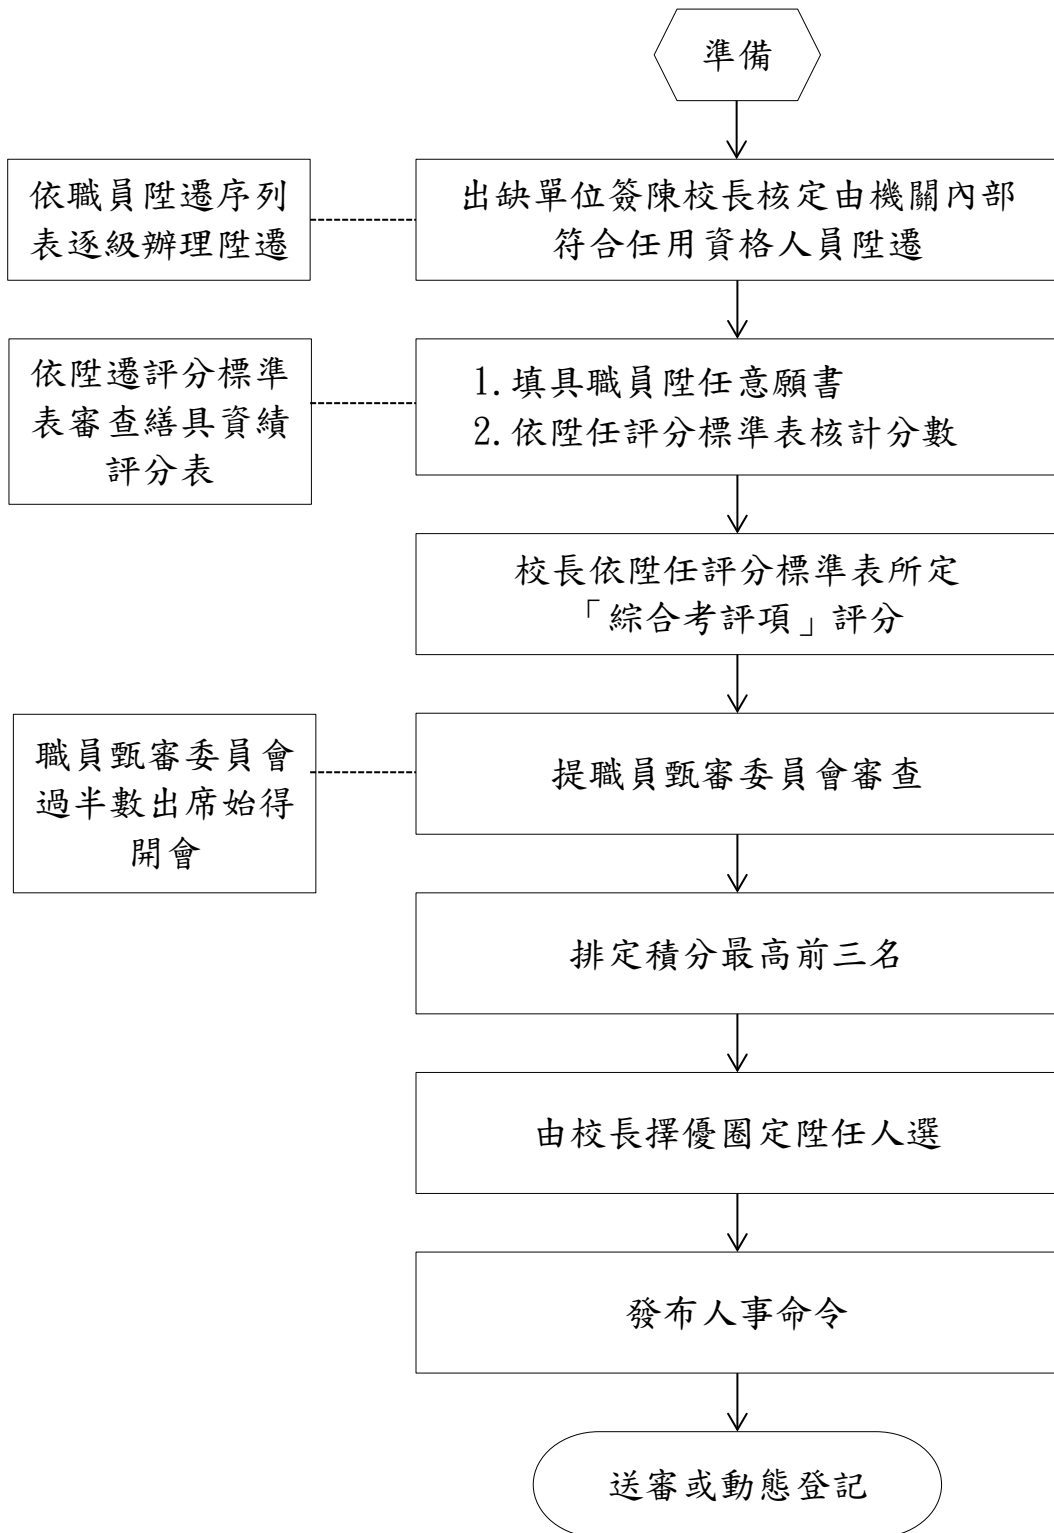 準備
依職員陞遷序列
表逐級辦理陞遷
出缺單位簽陳校長核定由機關內部
符合任用資格人員陞遷
依陞遷評分標準
表審查繕具資績
評分表
1.填具職員陞任意願書
2.依陞任評分標準表核計分數
校長依陞任評分標準表所定
「綜合考評項」評分
職員甄審委員會
過半數出席始得
開會
提職員甄審委員會審查
排定積分最高前三名
由校長擇優圈定陞任人選
發布人事命令
送審或動態登記